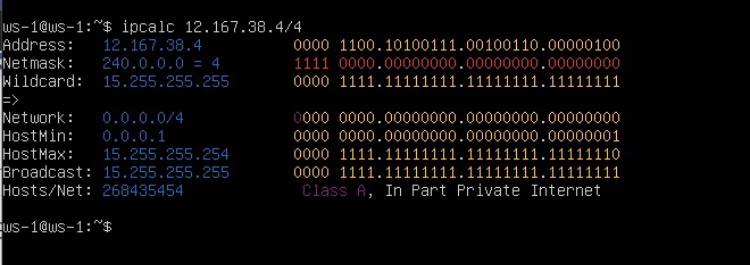 ws-1@ws-1:~$ ipcalc 12.167.38.4/4
Address: 12.167.38.4 0000 1100.10100111.00100110.00000100
Netmask: 240.0.0.0 = 4 1111 0000.00000000.00000000.00000000
Wildcard: 15.255.255.255 0000 1111.11111111.11111111.11111111
=>
Network: 0.0.0.0/4 0000 0000.00000000.00000000.00000000
HostMin: 0.0.0.1 0000 0000.00000000.00000000.00000001
HostMax: 15.255.255.254 0000 1111.11111111.11111111.11111110
Broadcast: 15.255.255.255 0000 1111.11111111.11111111.11111111
Hosts/Net: 268435454 Class A, In Part Private Internet
ws-1@ws-1:~$